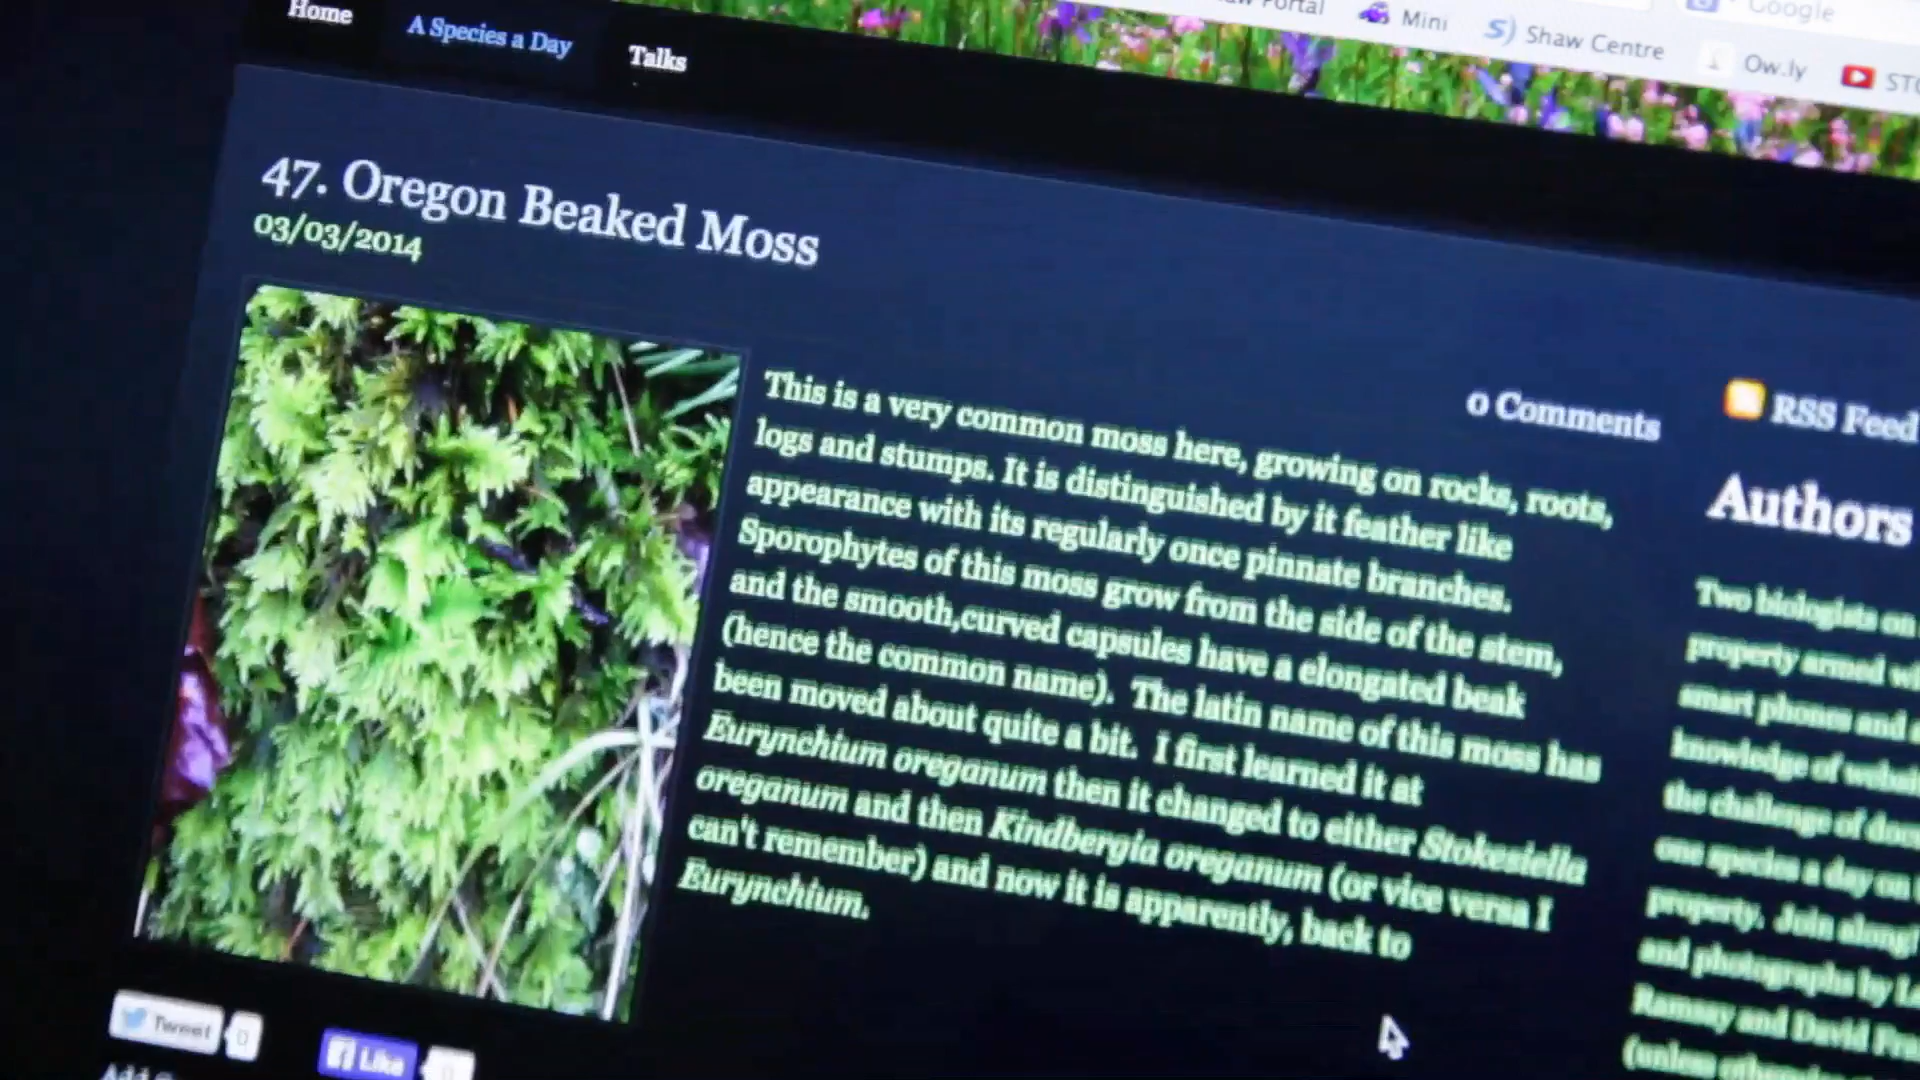 Home
A Species a Day
Talks
Portal
Mini
Shaw Centre
Ow.ly
Google
47. Oregon Beaked Moss
03/03/2014
0 Comments
This is a very common moss here, growing on rocks, roots,
logs and stumps. It is distinguished by it feather like
appearance with its regularly once pinnate branches.
Sporophytes of this moss grow from the side of the stem,
and the smooth,curved capsules have a elongated beak
(hence the common name). The latin name of this moss has
been moved about quite a bit. I first learned it at
Eurynchium oreganum then it changed to either Stokesiella
oreganum and then Kindbergia oreganum (or vice versa I
can't remember) and now it is apparently, back to
Eurynchium.
Tweet
0
Like
0
RSS Feed
Authors
Two biologists on
property armed
smart phones and
knowledge of
the challenge of
one species a day on
property. Join along!
and photographs by
Ramsay and David
(unless